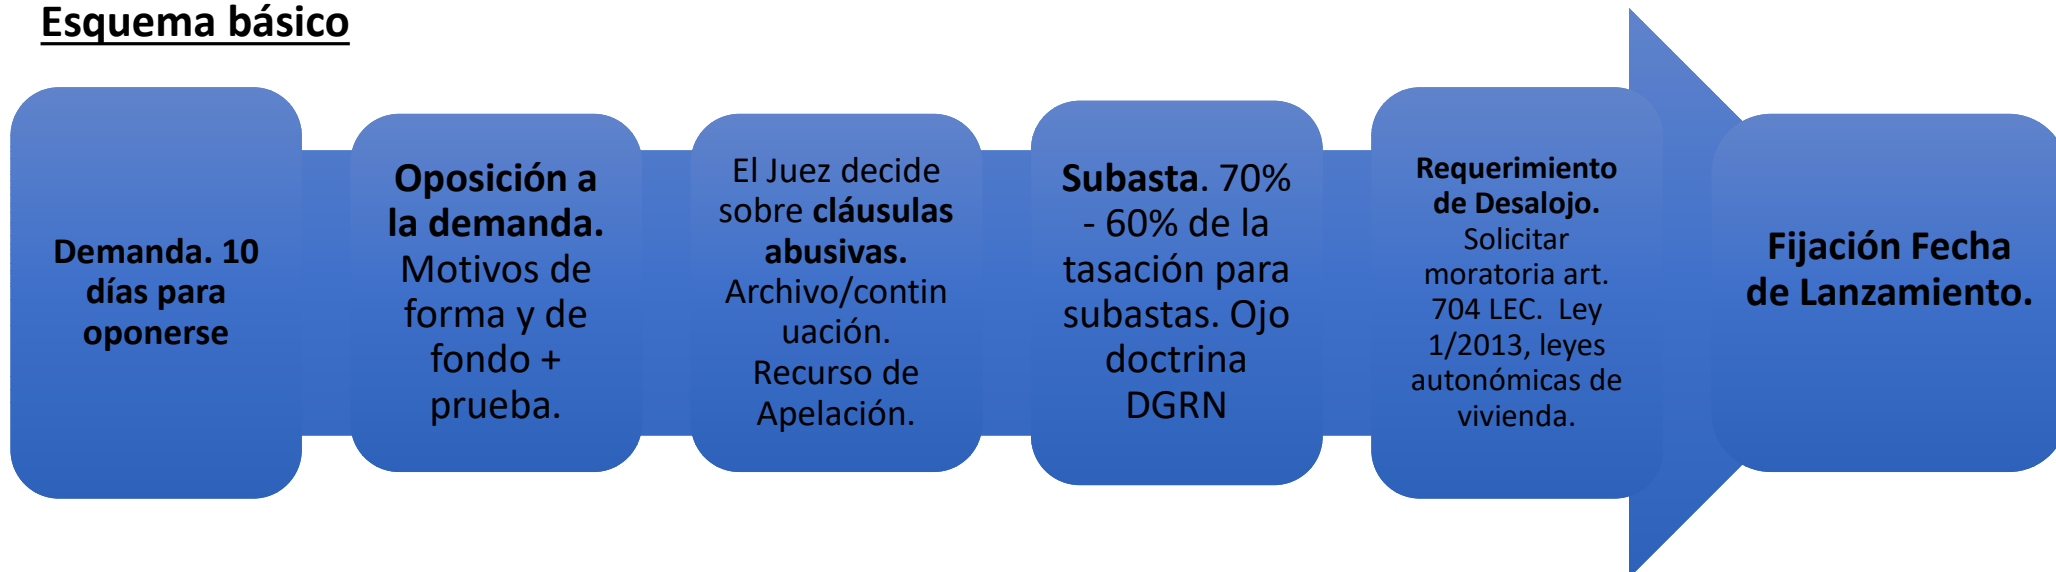 Esquema básico
Demanda. 10
días para
oponerse
Oposición a
la demanda.
Motivos de
forma y de
fondo +
prueba.
El Juez decide
sobre cláusulas
abusivas.
Archivo/contin
uación.
Recurso de
Apelación.
Subasta. 70%
- 60% de la
tasación para
subastas. Ojo
doctrina
DGRN
Requerimiento
de Desalojo.
Solicitar
moratoria art.
704 LEC. Ley
1/2013, leyes
autonómicas de
vivienda.
Fijación Fecha
de Lanzamiento.